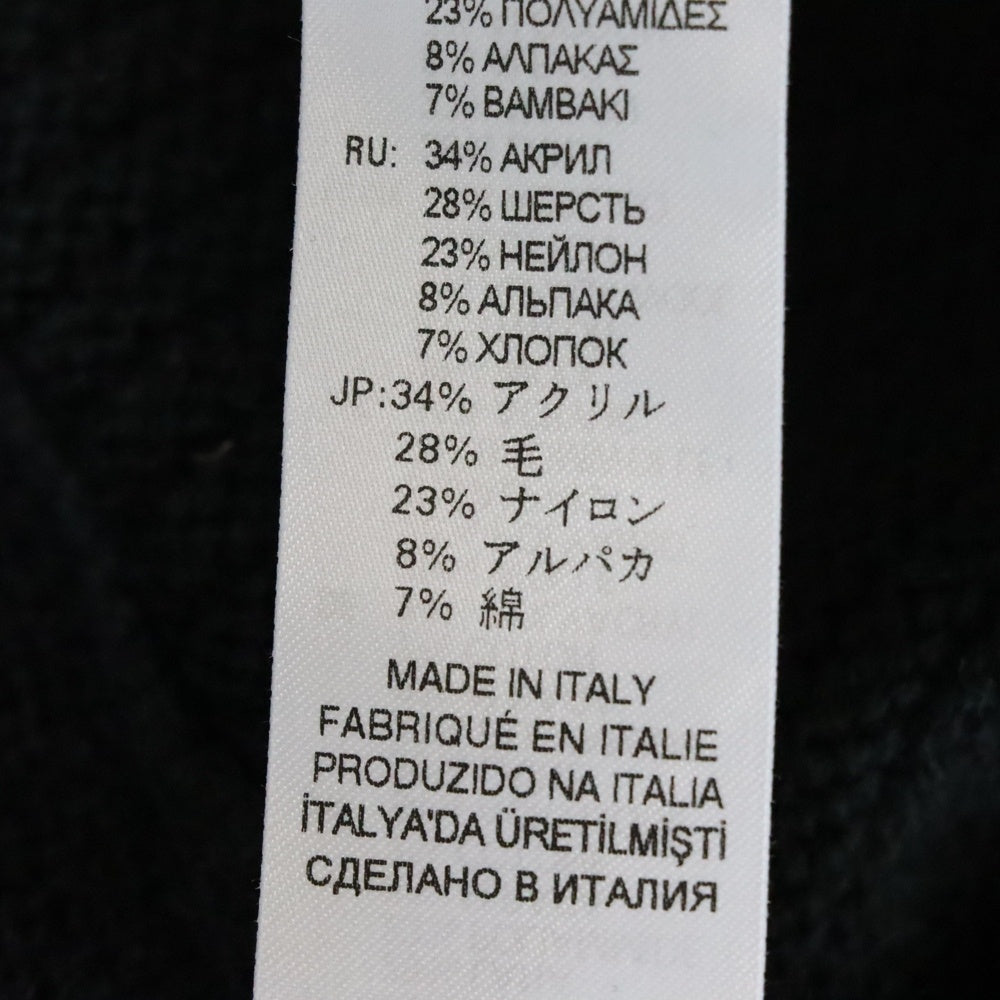 23% ΠΟΛΥΑΜΙΔΕΣ
8% ΑΛΠΑΚΑΣ
7% ΒΑΜΒΑΚΙ
RU: 34% АКРИЛ
28% ШЕРСТЬ
23% НЕЙЛОН
8% АЛЬПАКА
7% ХЛОПОК
JP:34% アクリル
28% 毛
23% ナイロン
8% アルパカ
7% 綿
MADE IN ITALY
FABRIQUÉ EN ITALIE
PRODUZIDO NA ITALIA
İTALYA'DA ÜRETİLMİŞTİ
СДЕЛАНО В ИТАЛИЯ